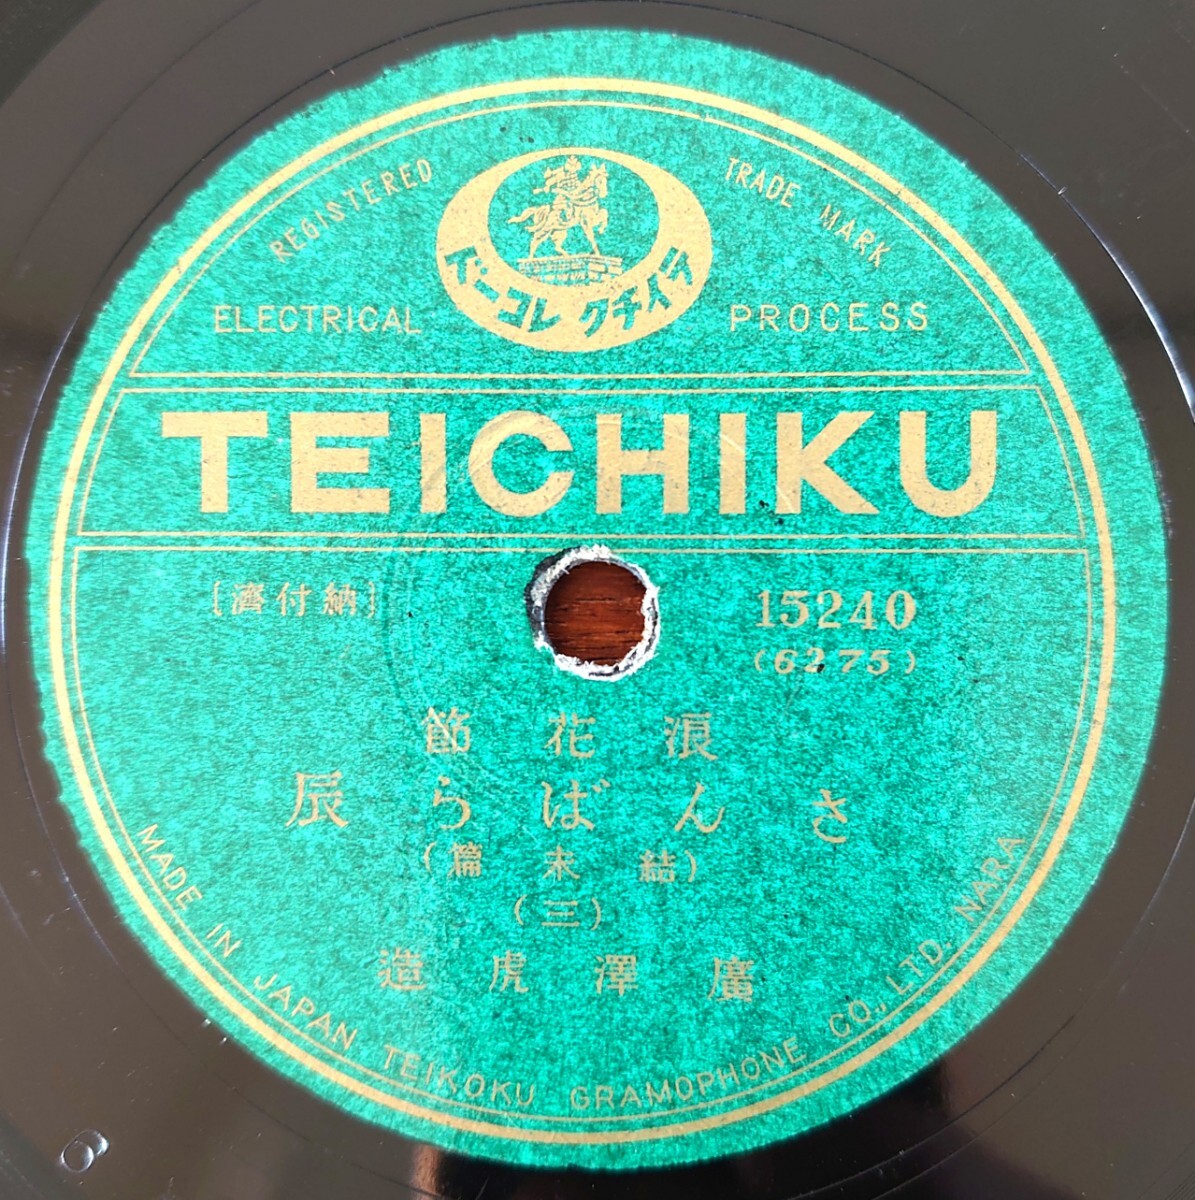 REGISTERED TRADE MARK
テイチクレコード
ELECTRICAL PROCESS
TEICHIKU
[納付濟]
15240
(6275)
浪花節
さんばら辰
(結末篇)
(三)
廣澤虎造
MADE IN JAPAN TEIKOKU GRAMOPHONE CO., LTD. NARA